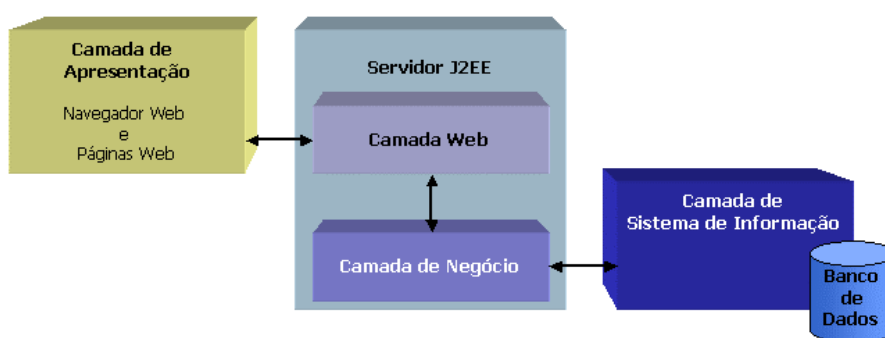 Camada de
Apresentação
Navegador Web
e
Páginas Web
Servidor J2EE
Camada Web
Camada de Negócio
Camada de
Sistema de Informação
Banco
de
Dados